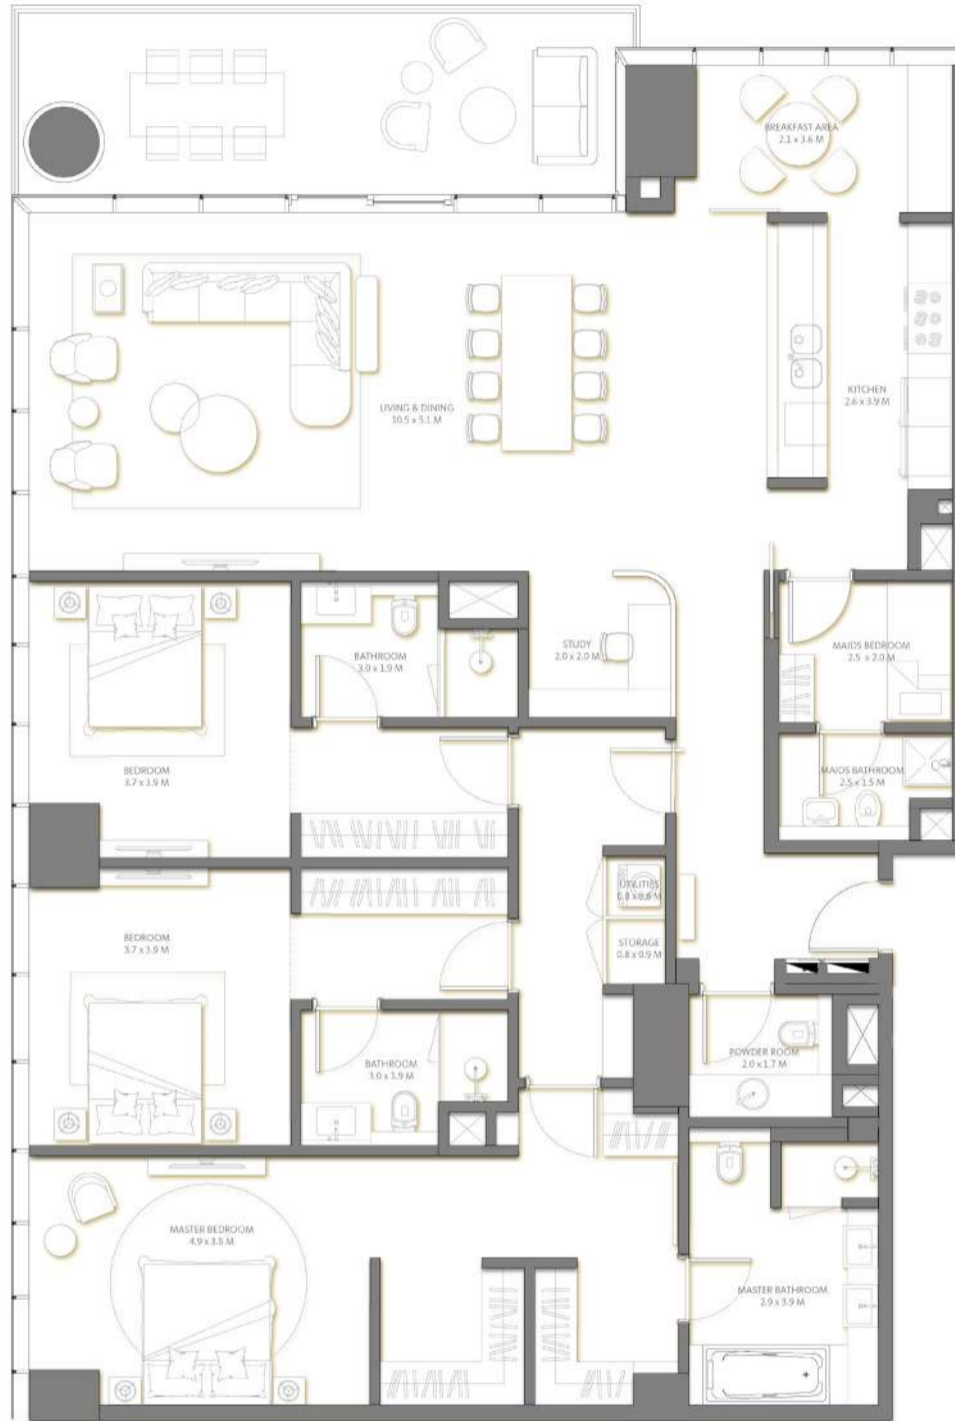 BREAKFAST AREA
2.1 x 3.6 M
KITCHEN
2.6 x 3.9 M
LIVING & DINING
10.5 x 5.1 M
STUDY
2.0 x 2.0 M
MAIDS BEDROOM
2.5 x 2.0 M
BATHROOM
3.0 x 1.9 M
BEDROOM
3.7 x 3.9 M
MAIDS BATHROOM
2.5 x 1.5 M
UTILITIES
0.8 x 0.8 M
STORAGE
0.8 x 0.9 M
BEDROOM
3.7 x 3.9 M
BATHROOM
3.0 x 1.9 M
POWDER ROOM
2.0 x 1.7 M
MASTER BEDROOM
4.9 x 3.5 M
MASTER BATHROOM
2.9 x 3.9 M